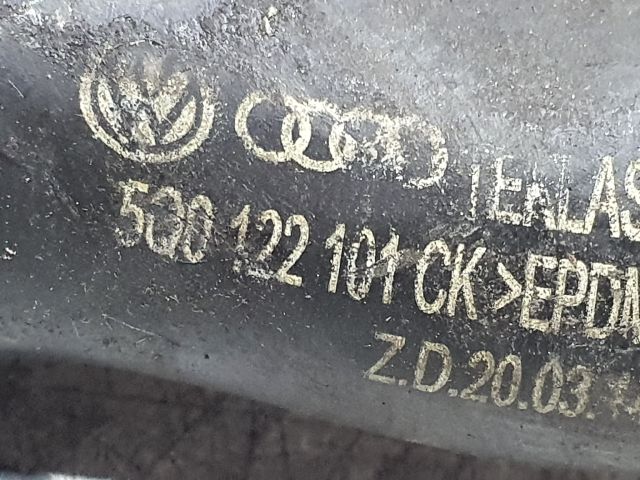 TEKLAS
5Q0 122 101 CK >EPDM
Z.D.20.03.